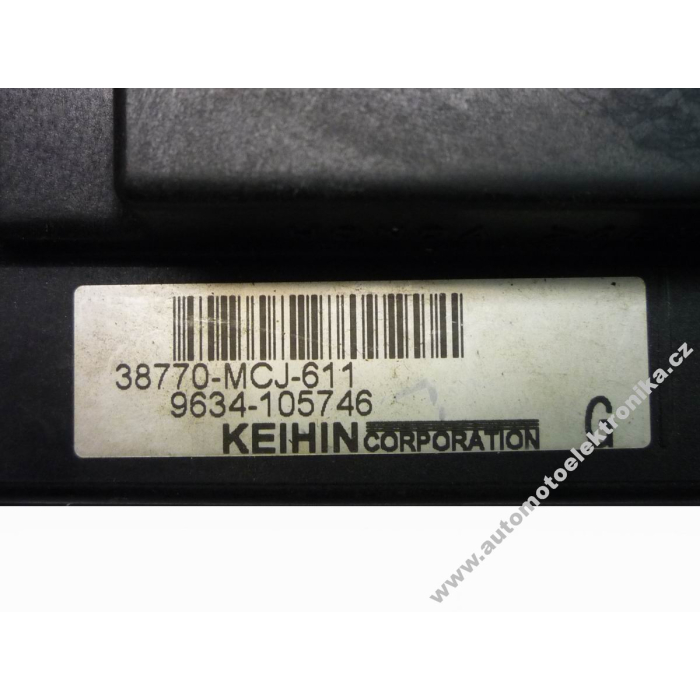 38770-MCJ-611
9634-105746
KEIHIN CORPORATION G
www.automotoelektronika.cz